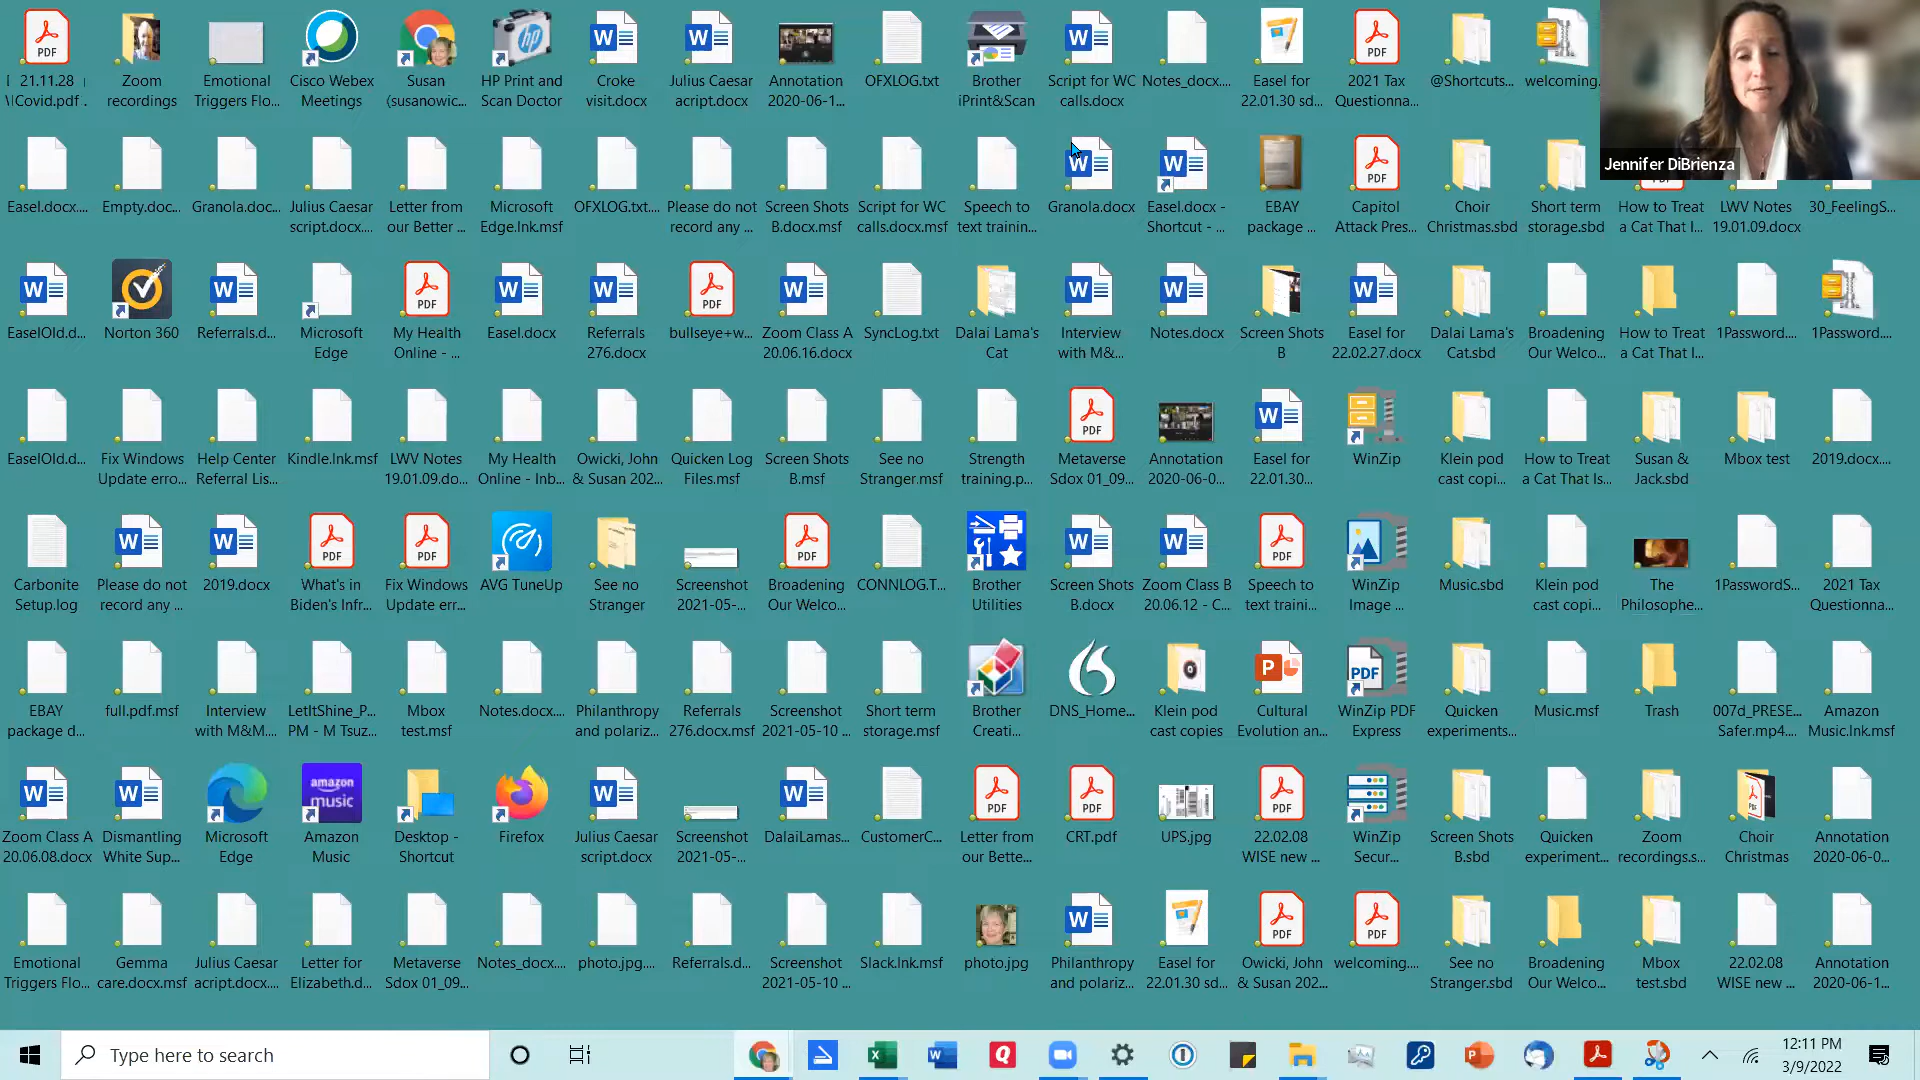 21.11.28
Covid.pdf
Zoom
recordings
Emotional
Triggers Flo...
Cisco Webex
Meetings
Susan
(susanowic...
HP Print and
Scan Doctor
Croke
visit.docx
Julius Caesar
acript.docx
Annotation
2020-06-1...
OFXLOG.txt
Brother
iPrint&Scan
Script for WC
calls.docx
Notes_docx....
Easel for
22.01.30 sd...
2021 Tax
Questionna...
@Shortcuts...
welcoming.
Jennifer DiBrienza
Easel.docx....
Empty.doc...
Granola.doc...
Julius Caesar
script.docx....
Letter from
our Better ...
Microsoft
Edge.lnk.msf
OFXLOG.txt....
Please do not
record any ...
Screen Shots
B.docx.msf
Script for WC
calls.docx.msf
Speech to
text trainin...
Granola.docx
Easel.docx -
Shortcut - ...
EBAY
package ...
Capitol
Attack Pres...
Choir
Christmas.sbd
Short term
storage.sbd
How to Treat
a Cat That I...
LWV Notes
19.01.09.docx
30_FeelingS...
EaselOld.d...
Norton 360
Referrals.d...
Microsoft
Edge
My Health
Online - ...
Easel.docx
Referrals
276.docx
bullseye+w...
Zoom Class A
20.06.16.docx
SyncLog.txt
Dalai Lama's
Cat
Interview
with M&...
Notes.docx
Screen Shots
B
Easel for
22.02.27.docx
Dalai Lama's
Cat.sbd
Broadening
Our Welco...
How to Treat
a Cat That I...
1Password....
1Password....
EaselOld.d...
Fix Windows
Update erro...
Help Center
Referral Lis...
Kindle.lnk.msf
LWV Notes
19.01.09.do...
My Health
Online - Inb...
Owicki, John
& Susan 202...
Quicken Log
Files.msf
Screen Shots
B.msf
See no
Stranger.msf
Strength
training.p...
Metaverse
Sdox 01_09...
Annotation
2020-06-0...
Easel for
22.01.30...
WinZip
Klein pod
cast copi...
How to Treat
a Cat That Is...
Susan &
Jack.sbd
Mbox test
2019.docx....
Carbonite
Setup.log
Please do not
record any ...
2019.docx
What's in
Biden's Infr...
Fix Windows
Update err...
AVG TuneUp
See no
Stranger
Screenshot
2021-05-...
Broadening
Our Welco...
CONNLOG.T...
Brother
Utilities
Screen Shots
B.docx
Zoom Class B
20.06.12 - C...
Speech to
text traini...
WinZip
Image ...
Music.sbd
Klein pod
cast copi...
The
Philosophe...
1PasswordS...
2021 Tax
Questionna...
EBAY
package d...
full.pdf.msf
Interview
with M&M....
LetItShine_P...
PM - M Tsuz...
Mbox
test.msf
Notes.docx....
Philanthropy
and polariz...
Referrals
276.docx.msf
Screenshot
2021-05-10 ...
Short term
storage.msf
Brother
Creati...
DNS_Home...
Klein pod
cast copies
Cultural
Evolution an...
WinZip PDF
Express
Quicken
experiments...
Music.msf
Trash
007d_PRESE...
Safer.mp4....
Amazon
Music.lnk.msf
Zoom Class A
20.06.08.docx
Dismantling
White Sup...
Microsoft
Edge
amazon
music
Amazon
Music
Desktop -
Shortcut
Firefox
Julius Caesar
script.docx
Screenshot
2021-05-...
DalaiLamas...
CustomerC...
Letter from
our Bette...
CRT.pdf
UPS.jpg
22.02.08
WISE new ...
WinZip
Secur...
Screen Shots
B.sbd
Quicken
experiment...
Zoom
recordings.s...
Choir
Christmas
Annotation
2020-06-0...
Emotional
Triggers Flo...
Gemma
care.docx.msf
Julius Caesar
acript.docx....
Letter for
Elizabeth.d...
Metaverse
Sdox 01_09...
Notes_docx....
photo.jpg....
Referrals.d...
Screenshot
2021-05-10 ...
Slack.lnk.msf
photo.jpg
Philanthropy
and polariz...
Easel for
22.01.30 sd...
Owicki, John
& Susan 202...
welcoming....
See no
Stranger.sbd
Broadening
Our Welco...
Mbox
test.sbd
22.02.08
WISE new ...
Annotation
2020-06-1...
Type here to search
12:11 PM
3/9/2022